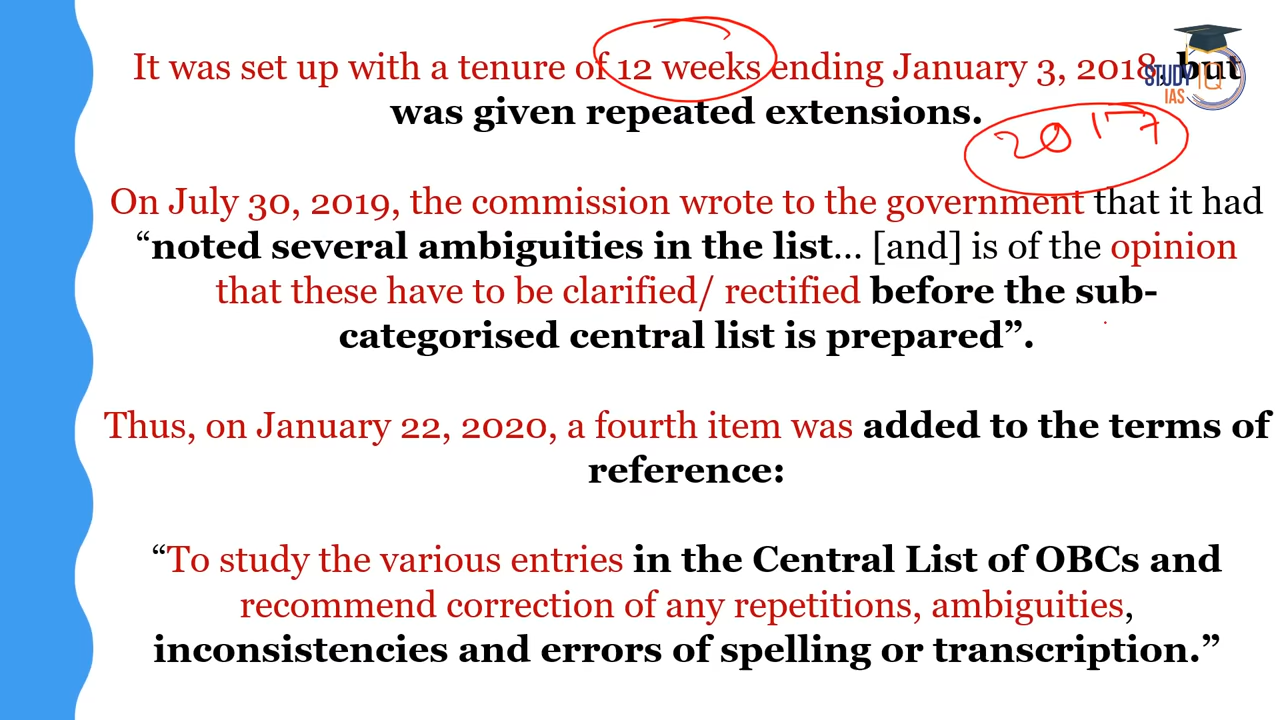 It was set up with a tenure of 12 weeks ending January 3, 2018, but
was given repeated extensions.
2017
On July 30, 2019, the commission wrote to the government that it had
“noted several ambiguities in the list… [and] is of the opinion
that these have to be clarified/ rectified before the sub-
categorised central list is prepared”.
Thus, on January 22, 2020, a fourth item was added to the terms of
reference:
“To study the various entries in the Central List of OBCs and
recommend correction of any repetitions, ambiguities,
inconsistencies and errors of spelling or transcription.”
STUDY IQ
IAS